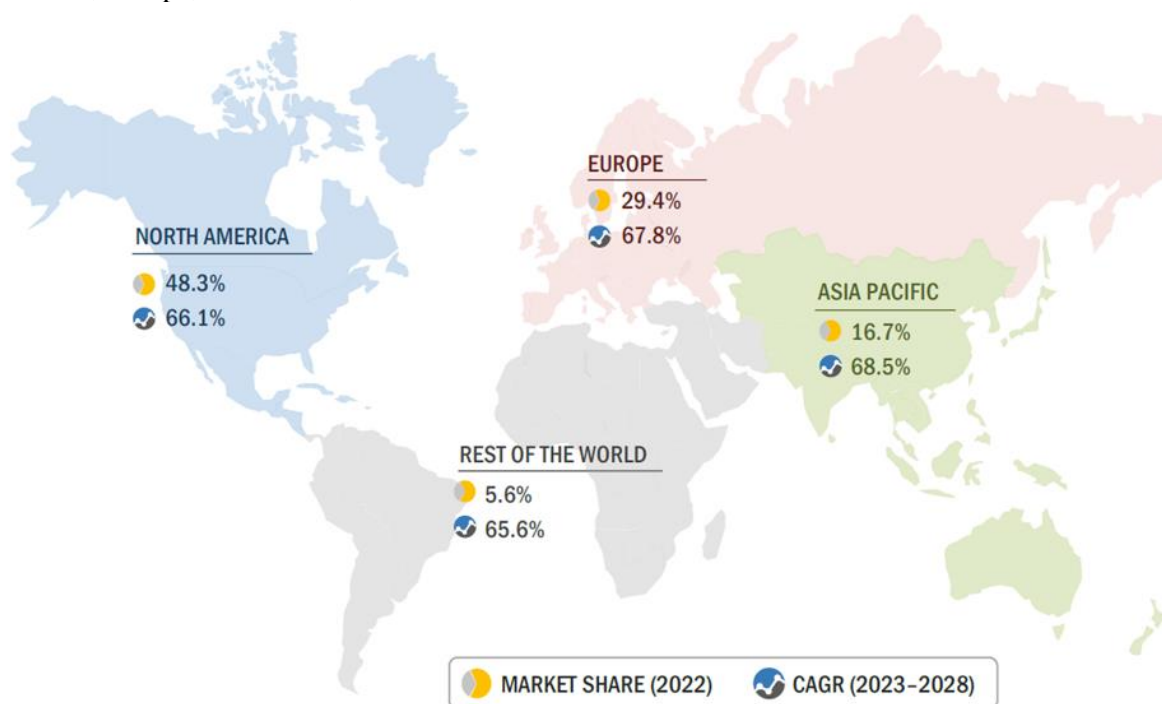 EUROPE
29.4%
67.8%
NORTH AMERICA
48.3%
66.1%
ASIA PACIFIC
16.7%
68.5%
REST OF THE WORLD
5.6%
65.6%
MARKET SHARE (2022) CAGR (2023–2028)